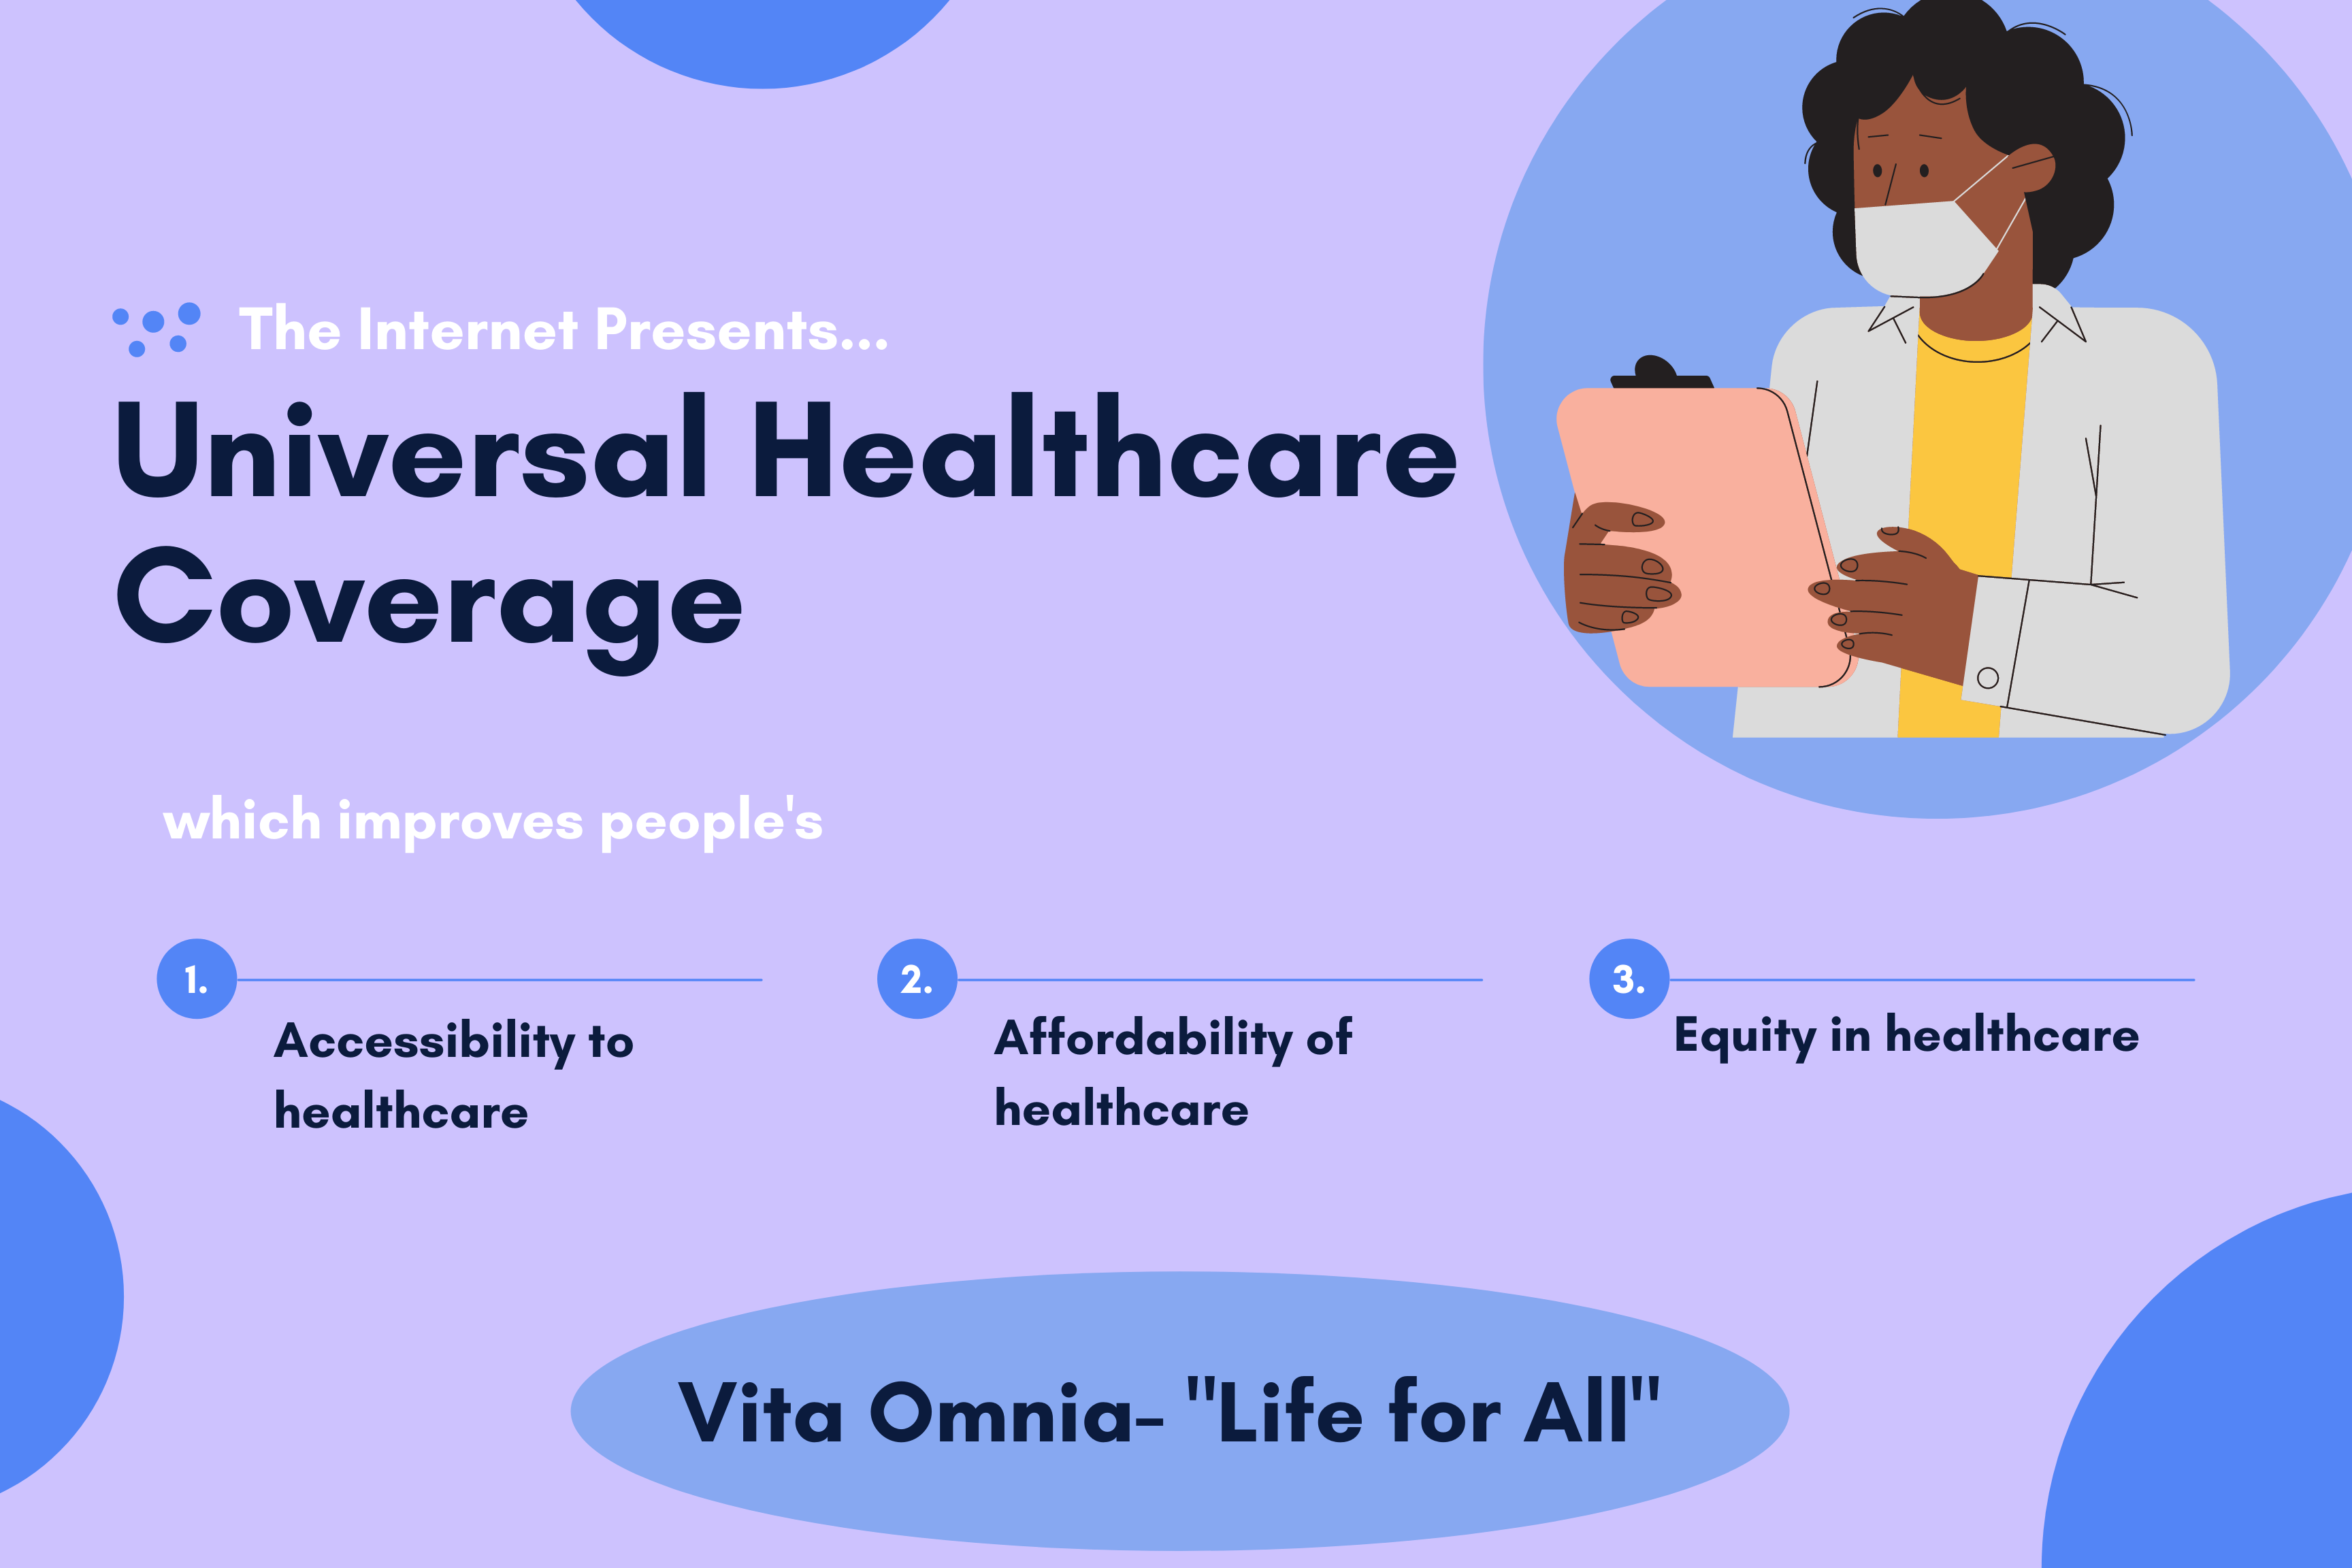 The Internet Presents...
Universal Healthcare
Coverage
which improves people's
1.
Accessibility to
healthcare
2.
Affordability of
healthcare
3.
Equity in healthcare
Vita Omnia- "Life for All"